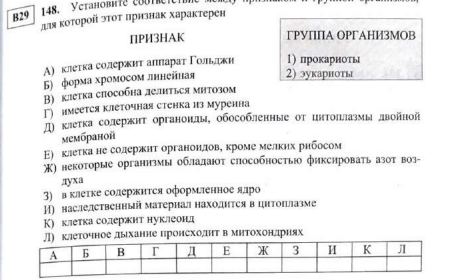 В29
148. Установите соответствие между признаком и группой организмов,
для которой этот признак характерен
ПРИЗНАК
ГРУППА ОРГАНИЗМОВ
1) прокариоты
2) эукариоты
А) клетка содержит аппарат Гольджи
Б) форма хромосом линейная
В) клетка способна делиться митозом
Г) имеется клеточная стенка из муреина
Д) клетка содержит органоиды, обособленные от цитоплазмы двойной
мембраной
Е) клетка не содержит органоидов, кроме мелких рибосом
Ж) некоторые организмы обладают способностью фиксировать азот воз-
духа
З) в клетке содержится оформленное ядро
И) наследственный материал находится в цитоплазме
К) клетка содержит нуклеоид
Л) клеточное дыхание происходит в митохондриях
А Б В Г Д Е Ж З И К Л